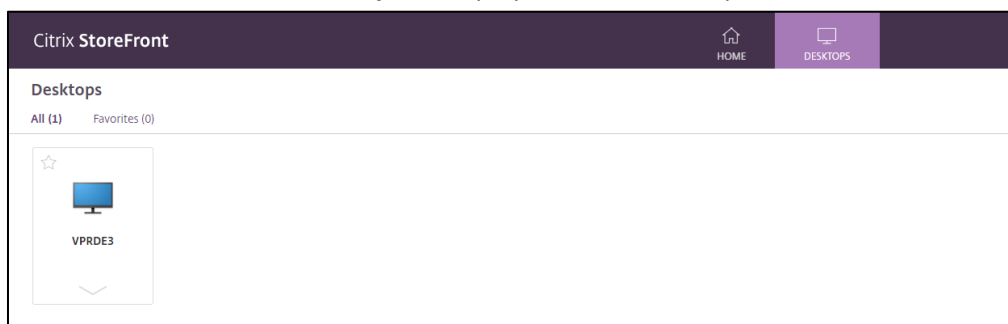 Citrix StoreFront
HOME
DESKTOPS
Desktops
All (1) Favorites (0)
VPRDE3